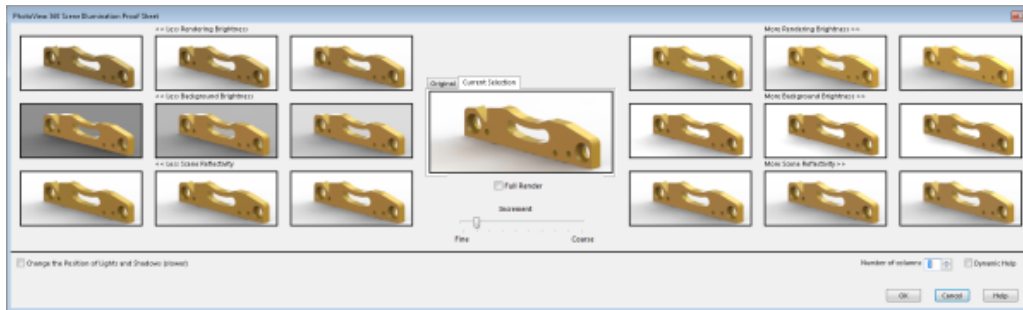 PhotoView 360 Scene Illumination Proof Sheet
<< Less Rendering Brightness
More Rendering Brightness >>
Original
Current Selection
<< Less Background Brightness
More Background Brightness >>
<< Less Scene Reflectivity
More Scene Reflectivity >>
Full Render
Increment
Fine
Coarse
Change the Position of Lights and Shadows (slower)
Number of columns
Dynamic Help
OK
Cancel
Help